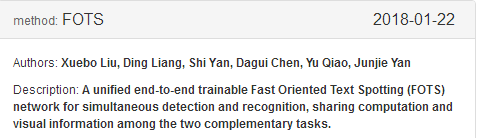 method: FOTS 2018-01-22
Authors: Xuebo Liu, Ding Liang, Shi Yan, Dagui Chen, Yu Qiao, Junjie Yan
Description: A unified end-to-end trainable Fast Oriented Text Spotting (FOTS)
network for simultaneous detection and recognition, sharing computation and
visual information among the two complementary tasks.